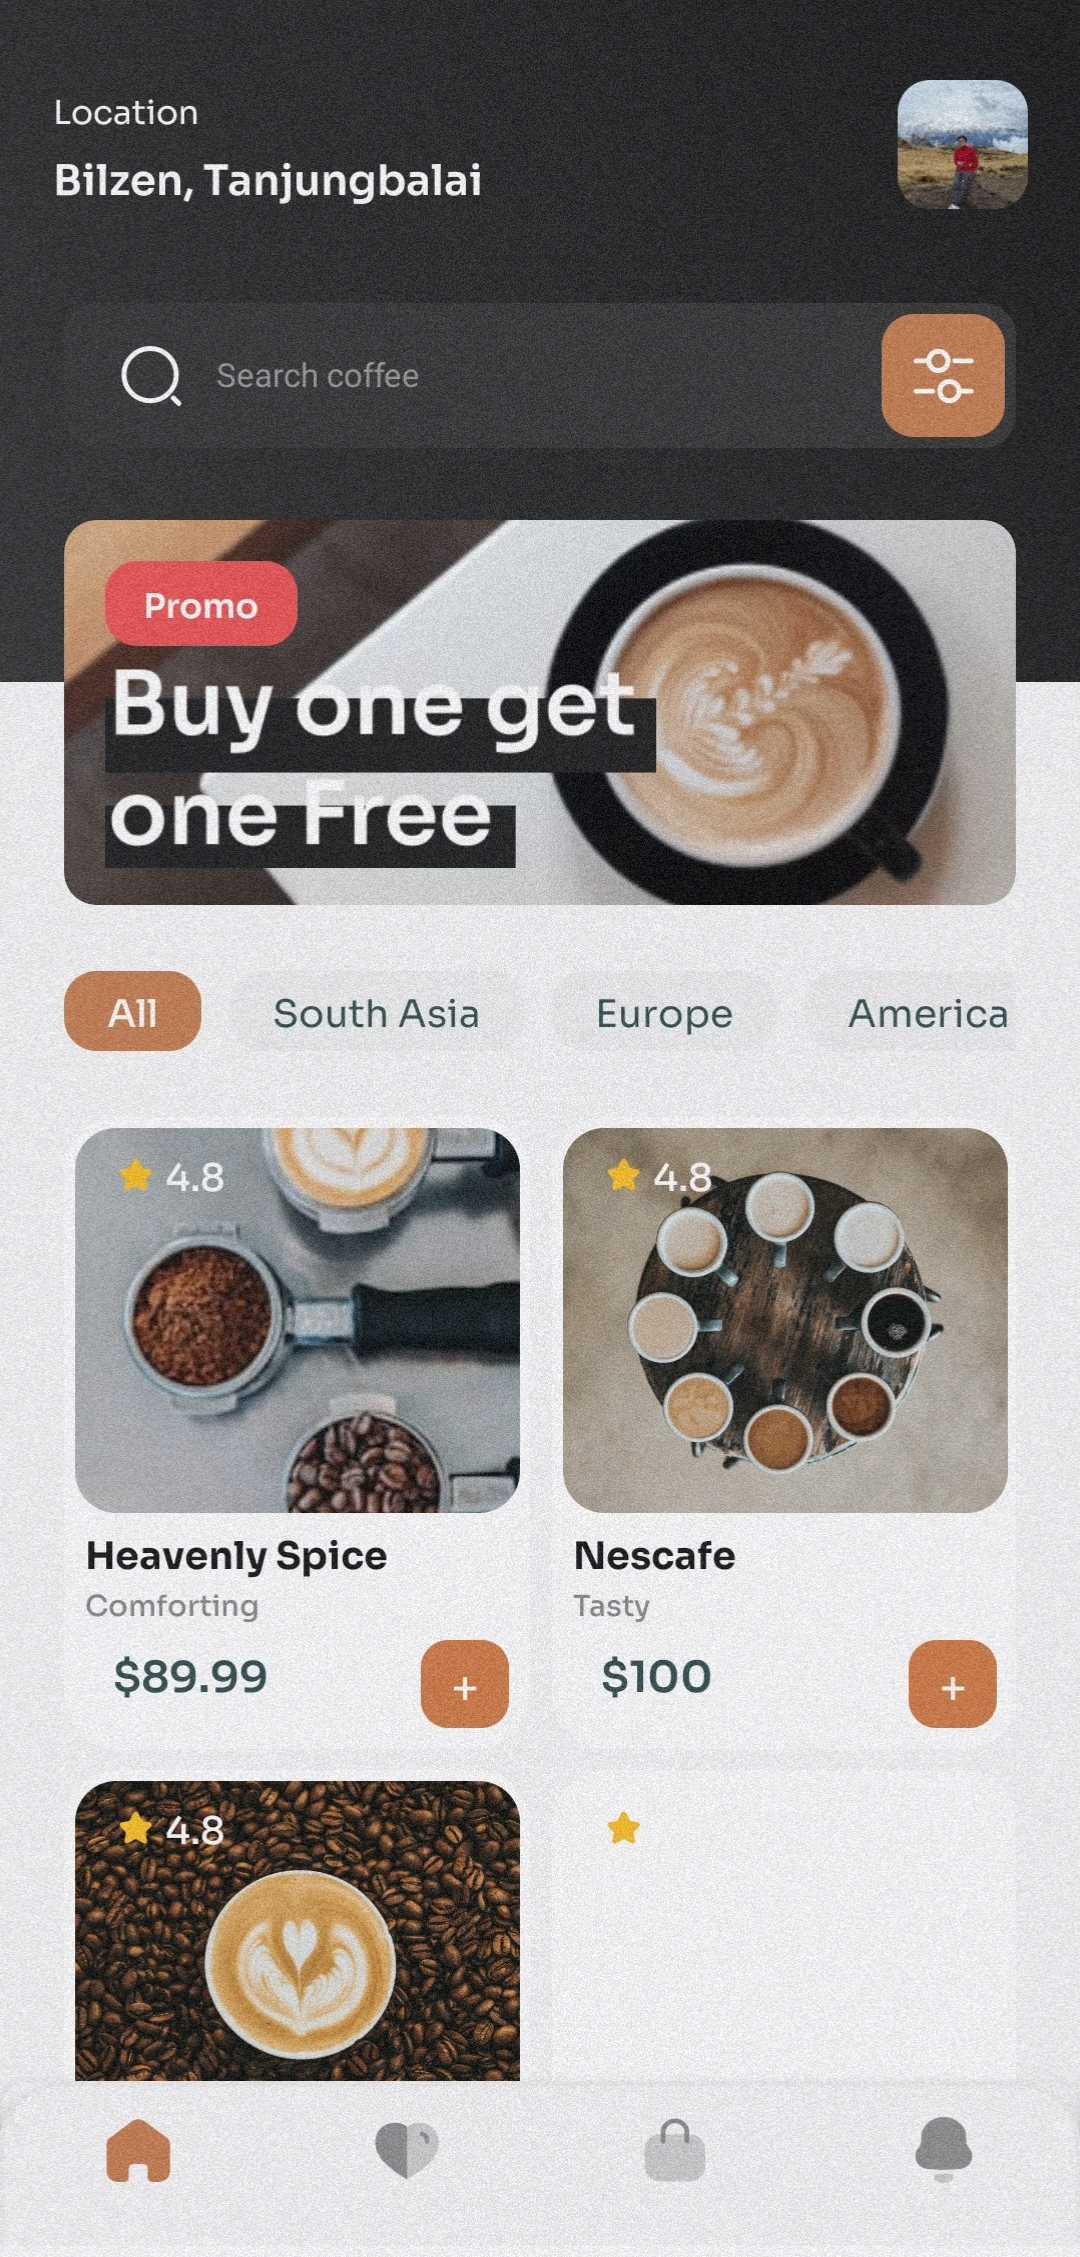 Location
Bilzen, Tanjungbalai
Search coffee
Promo
Buy one get
one Free
All
South Asia
Europe
America
4.8
4.8
Heavenly Spice
Nescafe
Comforting
Tasty
$89.99
+
$100
+
4.8